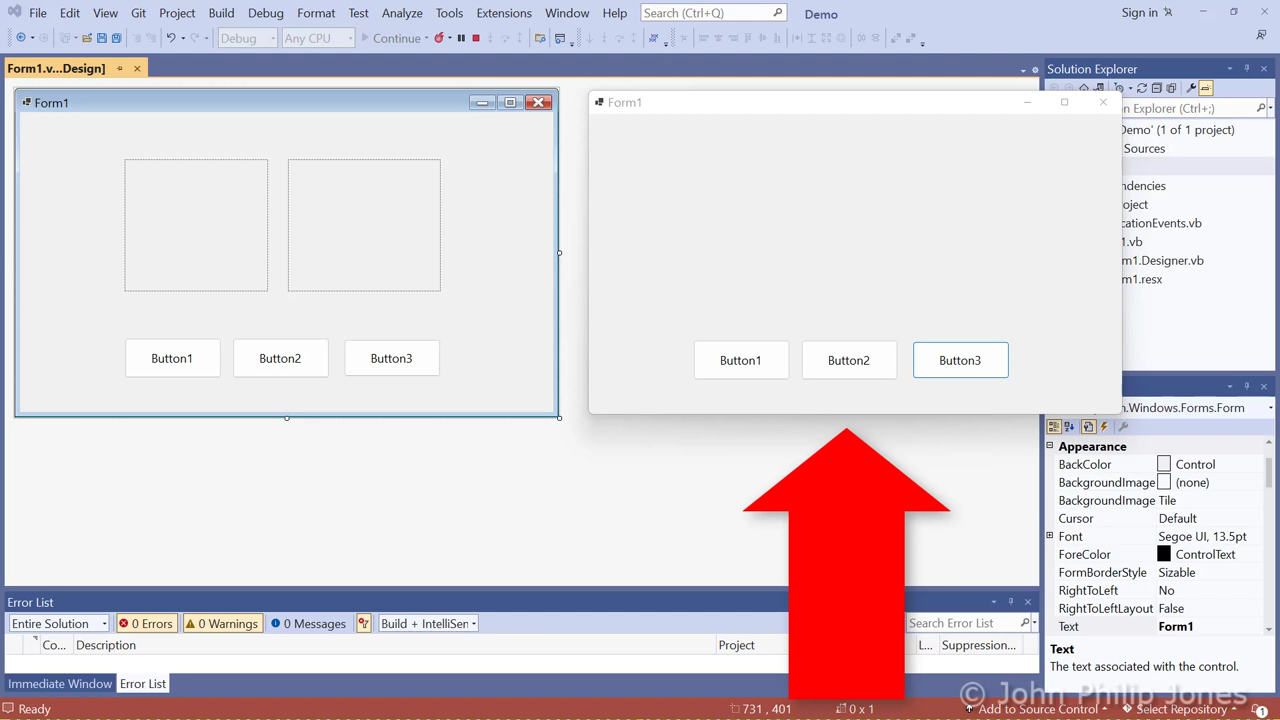 File Edit View Git Project Build Debug Format Test Analyze Tools Extensions Window Help Search (Ctrl+Q) Demo Sign in
Debug Any CPU Continue
Form1.v...Design] Solution Explorer
Explorer (Ctrl+;)
Form1
Form1
Demo' (1 of 1 project)
Sources
ndencies
oject
cationEvents.vb
1.vb
m1.Designer.vb
m1.resx
Button1 Button2 Button3
Button1 Button2 Button3
.Windows.Forms.Form
Appearance
BackColor Control
BackgroundImage (none)
BackgroundImage Tile
Cursor Default
Font Segoe UI, 13.5pt
ForeColor ControlText
FormBorderStyle Sizable
RightToLeft No
RightToLeftLayout False
Text Form1
Text
The text associated with the control.
Error List
Entire Solution 0 Errors 0 Warnings 0 Messages Build + IntelliSen Search Error List
Co... Description Project L... Suppression...
Immediate Window Error List
© John Philip Jones
Ready 731 , 401 0 x 1 Add to Source Control Select Repository 1